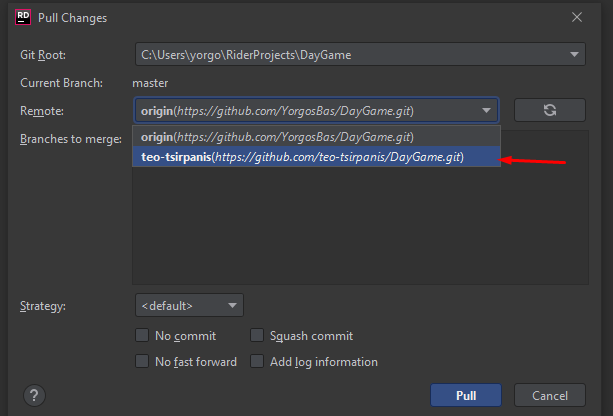 RD Pull Changes
Git Root: C:\Users\yorgo\RiderProjects\DayGame
Current Branch: master
Remote: origin(https://github.com/YorgosBas/DayGame.git)
Branches to merge: origin(https://github.com/YorgosBas/DayGame.git)
teo-tsirpanis(https://github.com/teo-tsirpanis/DayGame.git)
Strategy: <default>
No commit Squash commit
No fast forward Add log information
? Pull Cancel